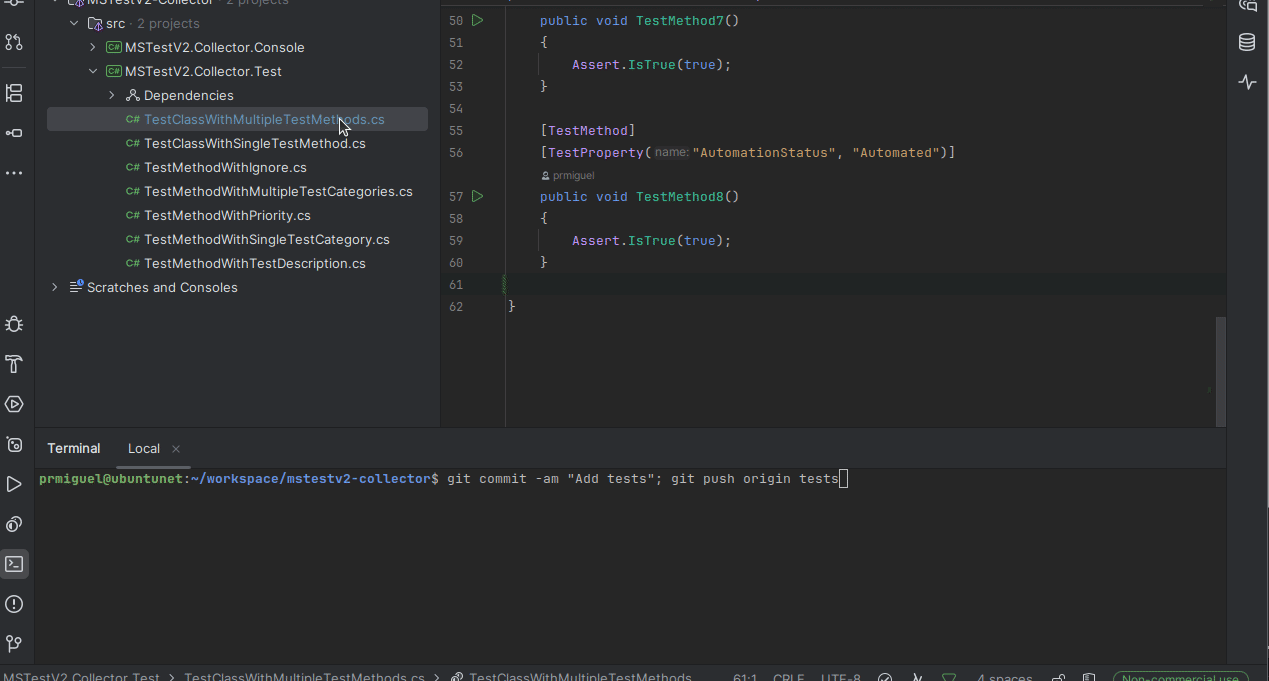 MSTestV2-Collector · 2 projects
src · 2 projects
C# MSTestV2.Collector.Console
C# MSTestV2.Collector.Test
Dependencies
C# TestClassWithMultipleTestMethods.cs
C# TestClassWithSingleTestMethod.cs
C# TestMethodWithIgnore.cs
C# TestMethodWithMultipleTestCategories.cs
C# TestMethodWithPriority.cs
C# TestMethodWithSingleTestCategory.cs
C# TestMethodWithTestDescription.cs
Scratches and Consoles
50 public void TestMethod7()
51 {
52 Assert.IsTrue(true);
53 }
54
55 [TestMethod]
56 [TestProperty( name: "AutomationStatus", "Automated")]
prmiguel
57 public void TestMethod8()
58 {
59 Assert.IsTrue(true);
60 }
61
62 }
Terminal Local
prmiguel@ubuntunet:~/workspace/mstestv2-collector$ git commit -am "Add tests"; git push origin tests
MSTestV2.Collector.Test > TestClassWithMultipleTestMethods.cs > TestClassWithMultipleTestMethods 61:1 CRLF UTF-8 4 spaces Non-commercial use